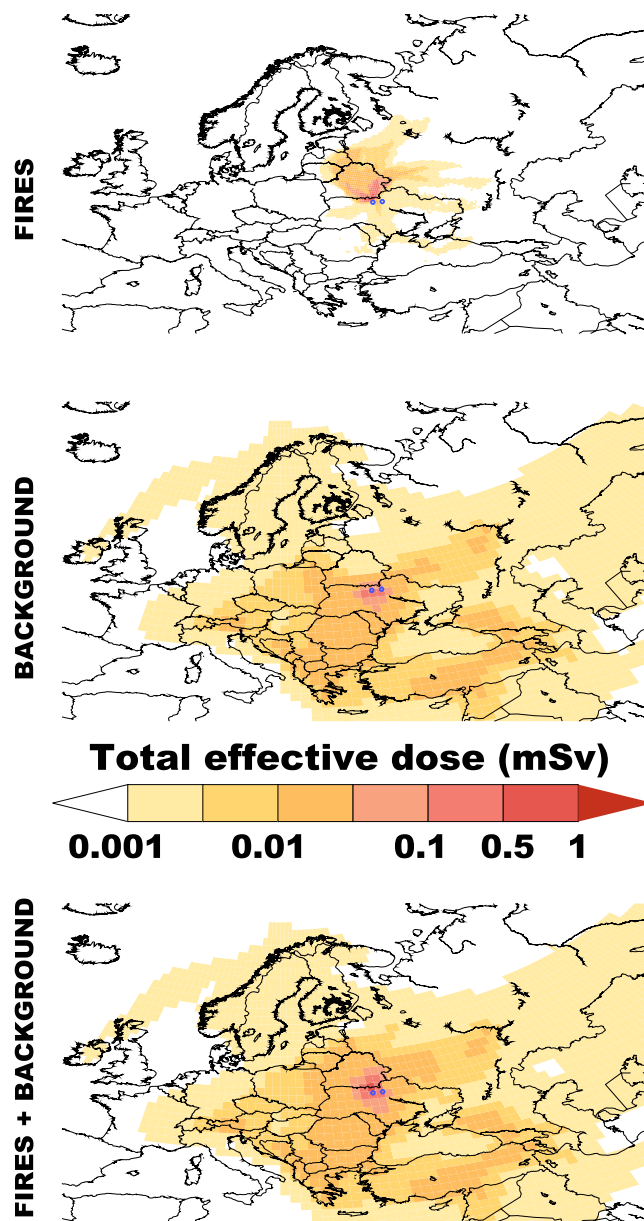 FIRES
BACKGROUND
Total effective dose (mSv)
0.001 0.01 0.1 0.5 1
FIRES + BACKGROUND